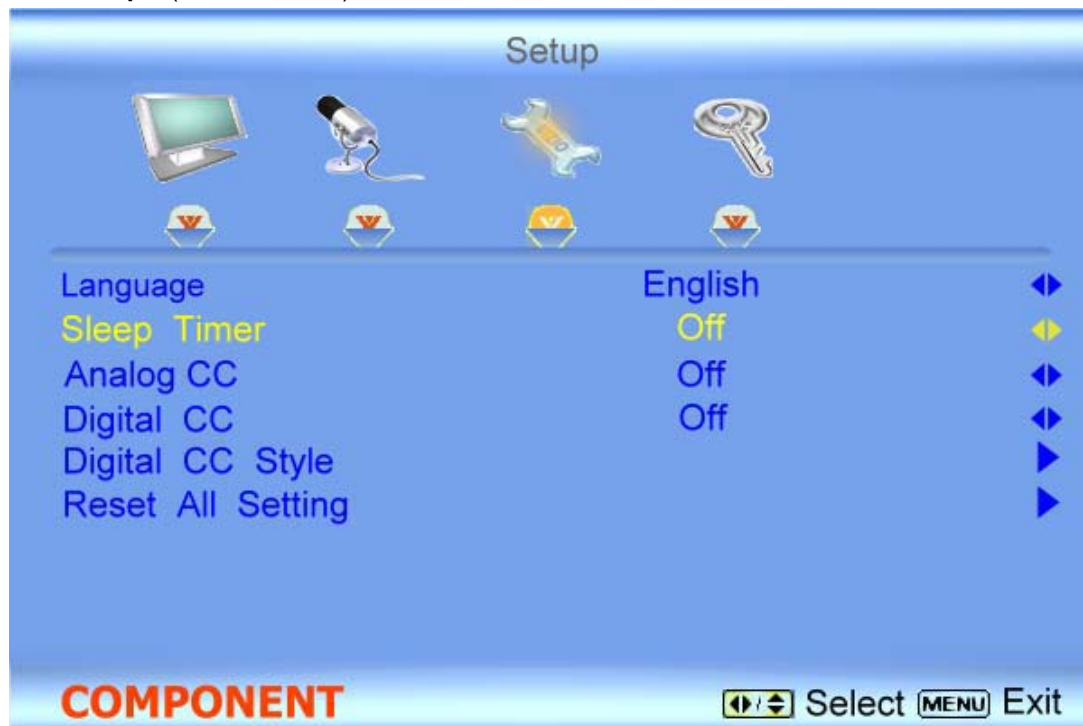 Setup
Language English
Sleep Timer Off
Analog CC Off
Digital CC Off
Digital CC Style
Reset All Setting
COMPONENT Select MENU Exit